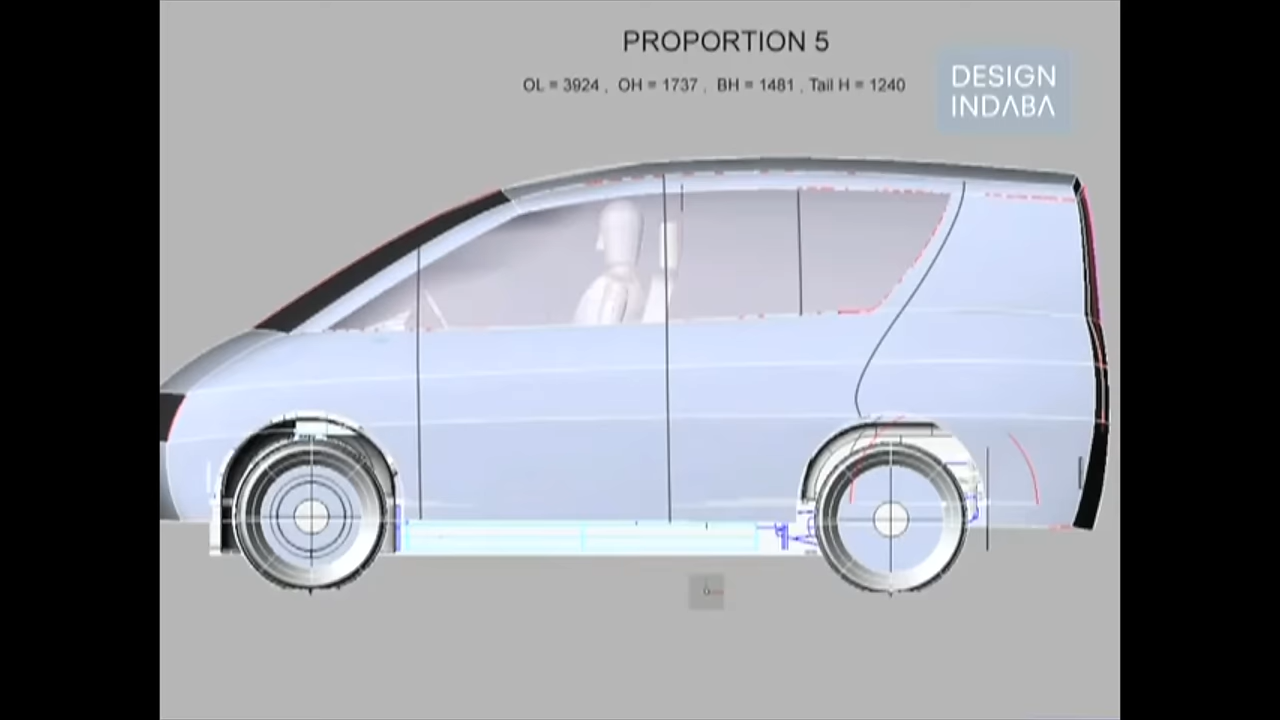 PROPORTION 5
OL = 3924 , OH = 1737 , BH = 1481 , Tail H = 1240
DESIGN
INDABA